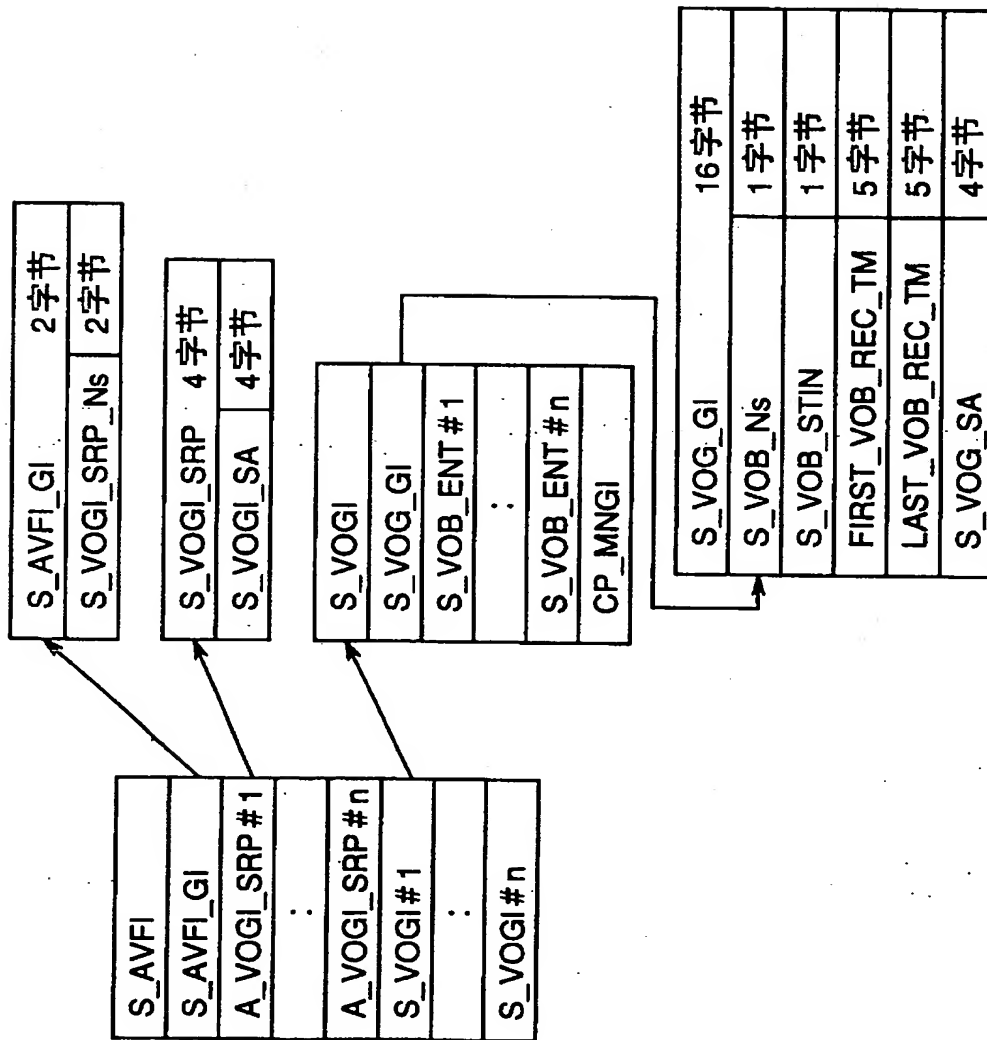 S_AVFI
S_AVFI_GI
A_VOGI_SRP#1
:
A_VOGI_SRP#n
S_VOGI#1
:
S_VOGI#n
S_AVFI_GI 2字节
S_VOGI_SRP_Ns 2字节
S_VOGI_SRP 4字节
S_VOGI_SA 4字节
S_VOGI
S_VOG_GI
S_VOB_ENT#1
:
S_VOB_ENT#n
CP_MNGI
S_VOG_GI 16字节
S_VOB_Ns 1字节
S_VOB_STIN 1字节
FIRST_VOB_REC_TM 5字节
LAST_VOB_REC_TM 5字节
S_VOG_SA 4字节